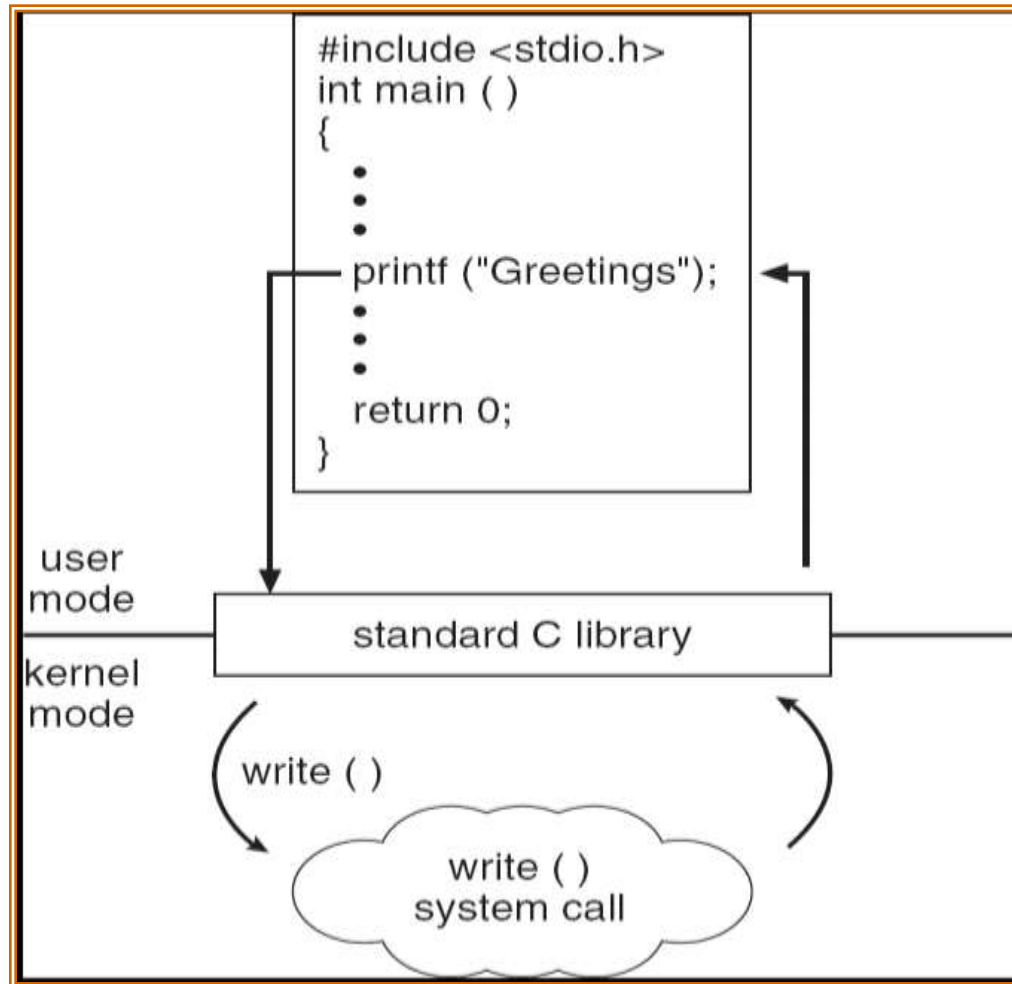 #include <stdio.h>
int main ( )
{
•
•
•
printf ("Greetings");
•
•
•
return 0;
}
user
mode
standard C library
kernel
mode
write ( )
write ( )
system call